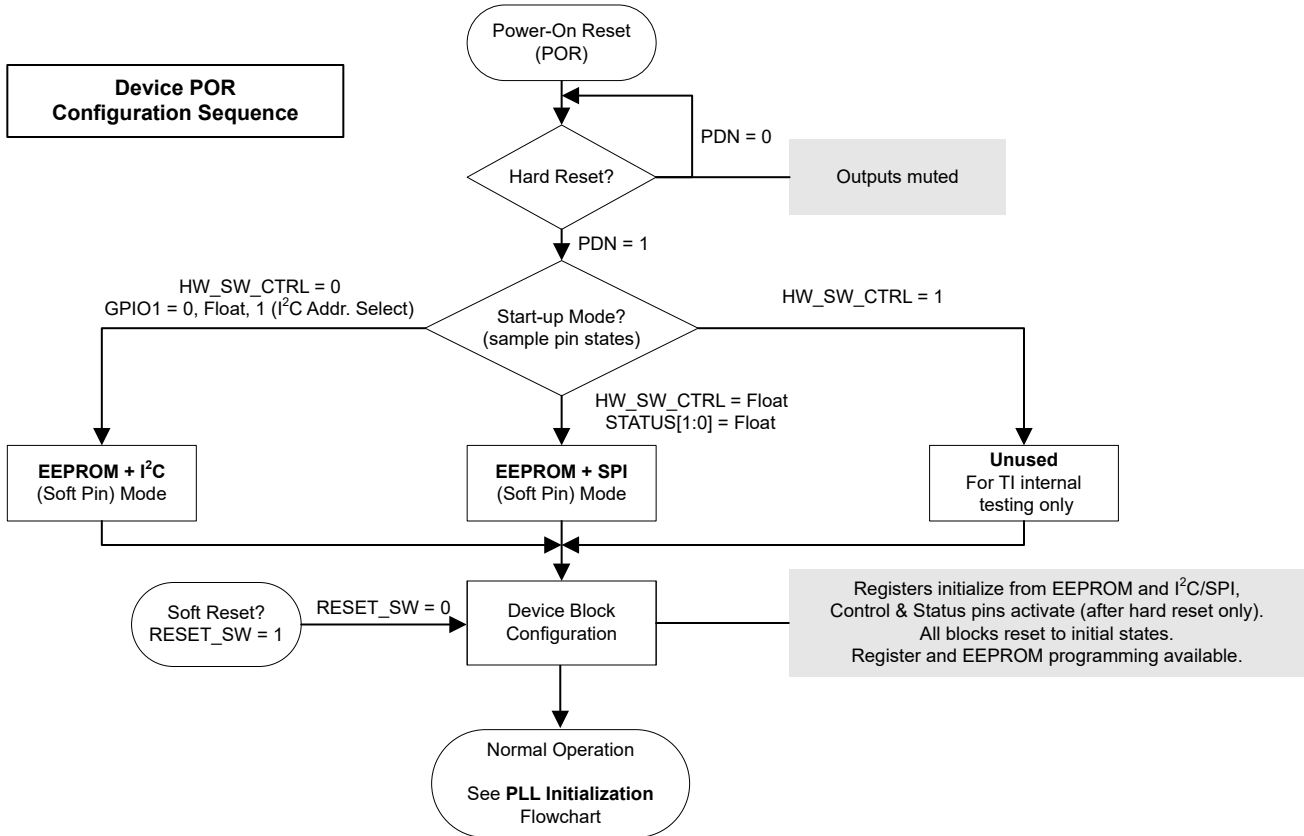 Power-On Reset
(POR)
Device POR
Configuration Sequence
PDN = 0
Hard Reset?
Outputs muted
PDN = 1
HW_SW_CTRL = 0
GPIO1 = 0, Float, 1 (I²C Addr. Select)
Start-up Mode?
(sample pin states)
HW_SW_CTRL = 1
HW_SW_CTRL = Float
STATUS[1:0] = Float
EEPROM + I²C
(Soft Pin) Mode
EEPROM + SPI
(Soft Pin) Mode
Unused
For TI internal
testing only
Soft Reset?
RESET_SW = 1
RESET_SW = 0
Device Block
Configuration
Registers initialize from EEPROM and I²C/SPI,
Control & Status pins activate (after hard reset only).
All blocks reset to initial states.
Register and EEPROM programming available.
Normal Operation
See PLL Initialization
Flowchart